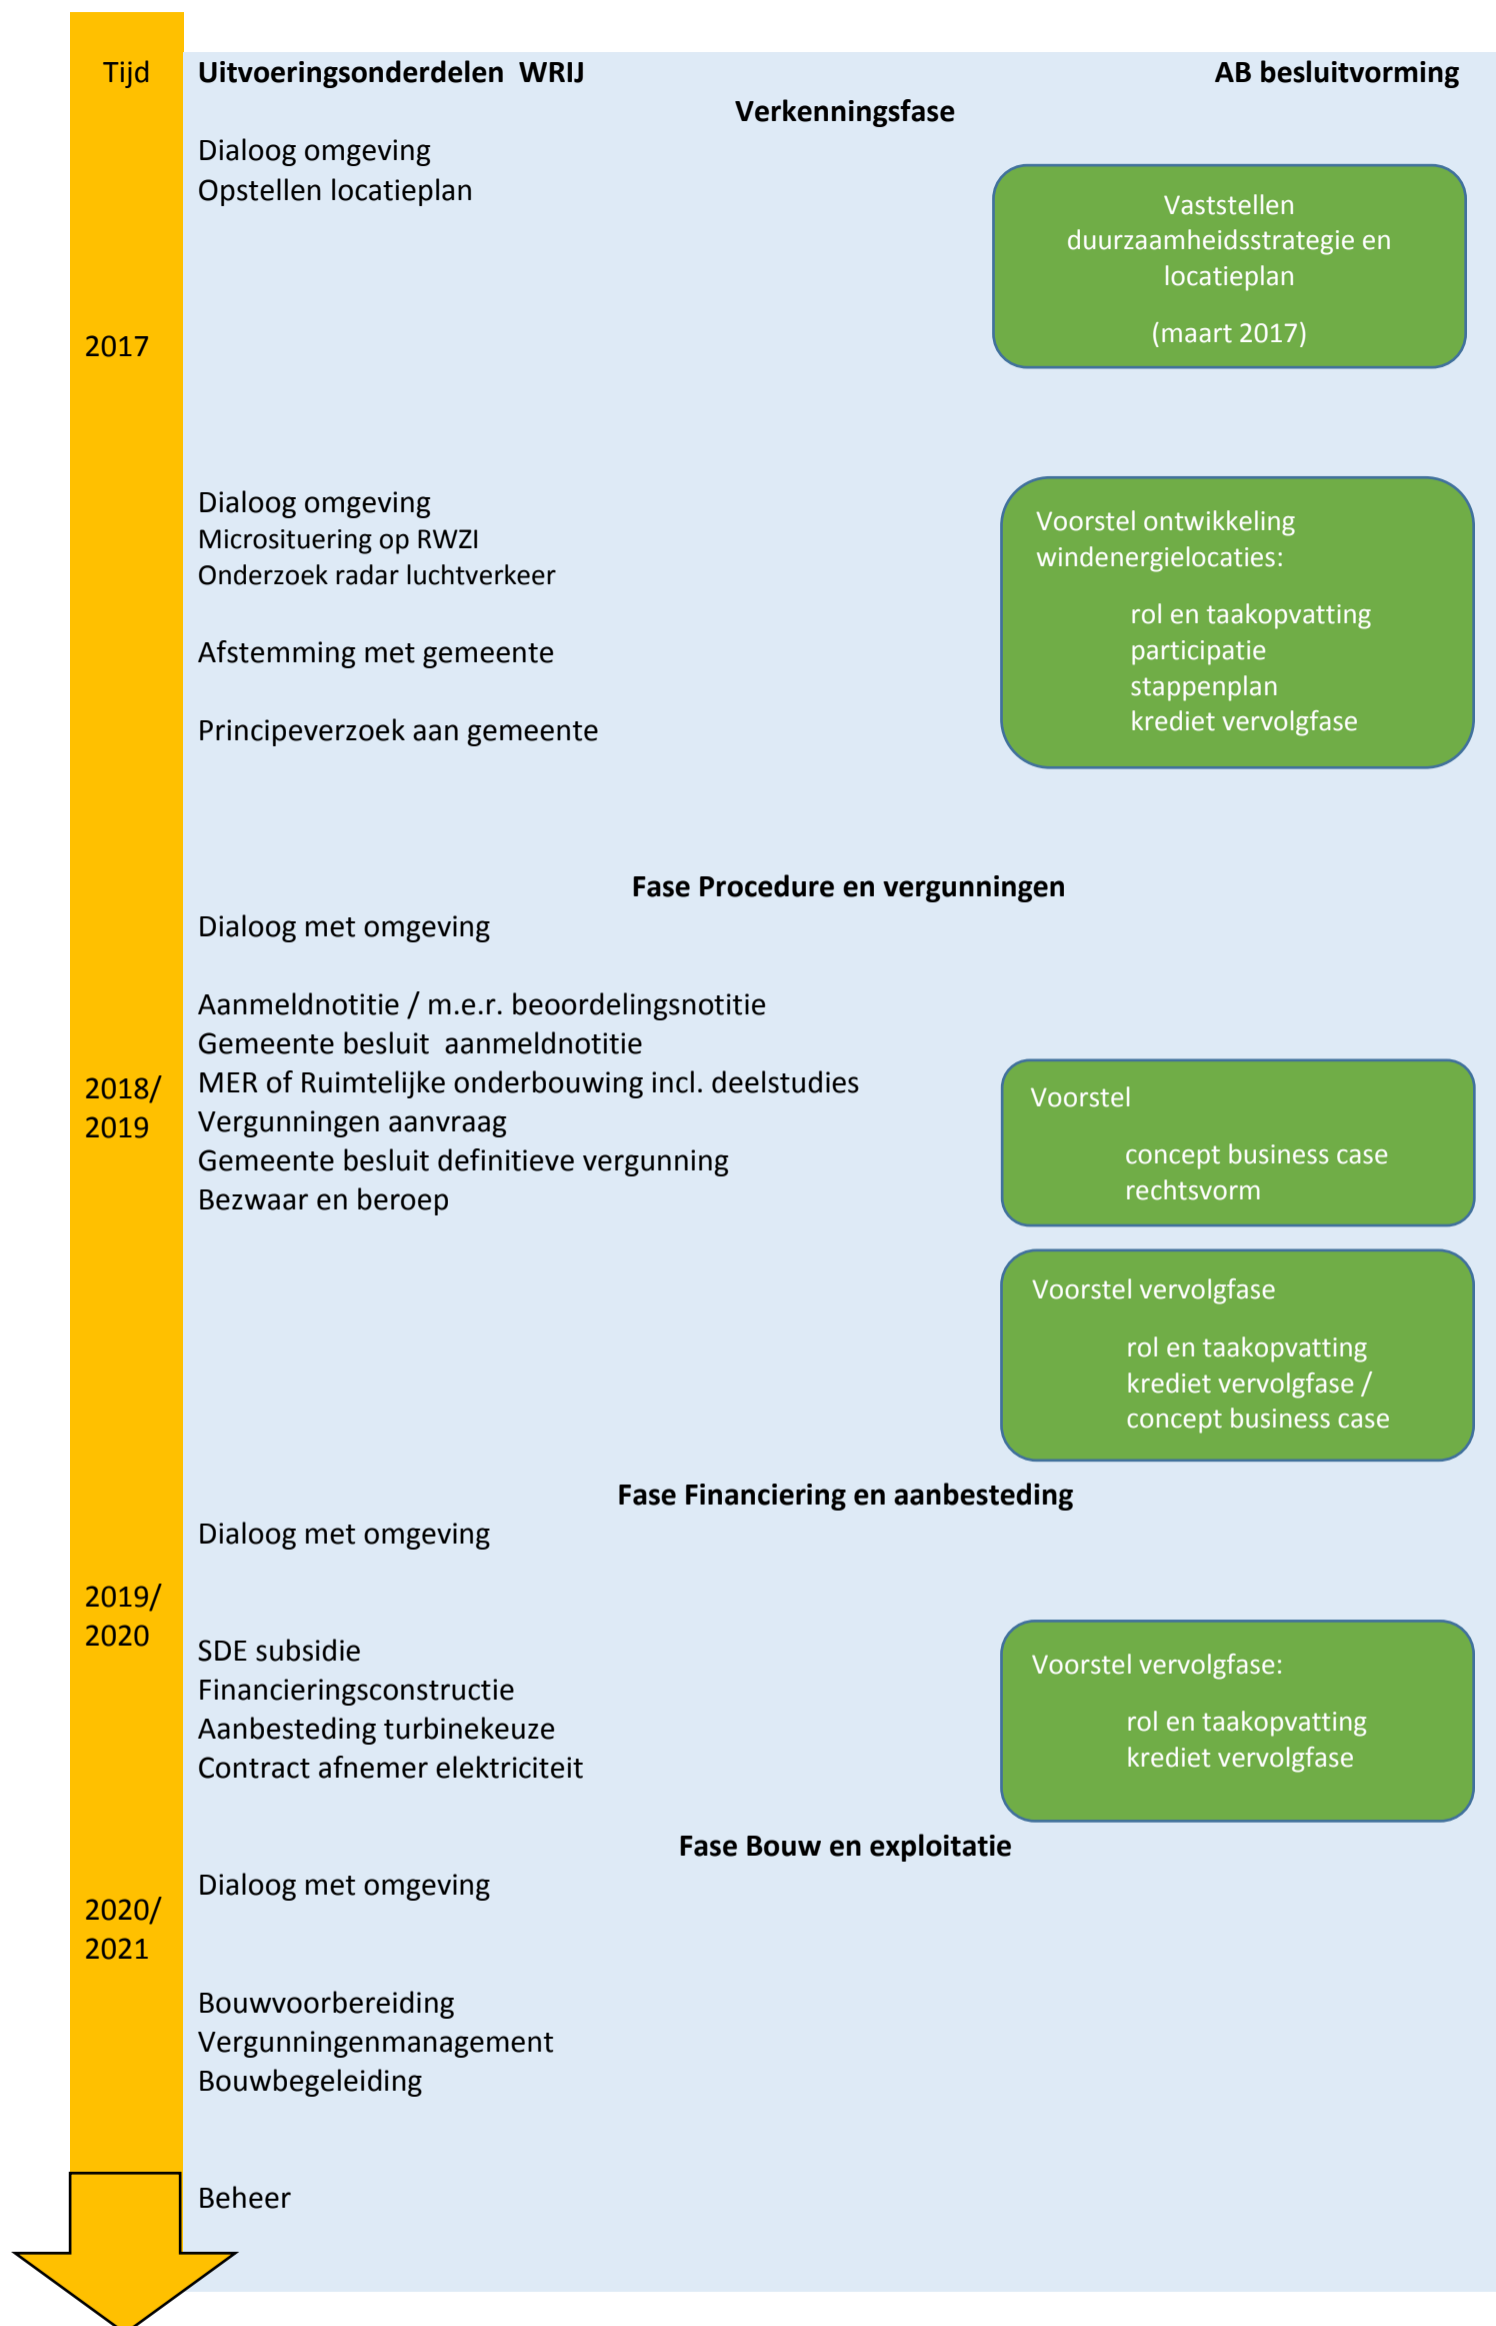 Tijd
Uitvoeringsonderdelen WRIJ
AB besluitvorming
Verkenningsfase
Dialoog omgeving
Opstellen locatieplan
Vaststellen
duurzaamheidsstrategie en
locatieplan
(maart 2017)
2017
Dialoog omgeving
Microsituering op RWZI
Onderzoek radar luchtverkeer
Afstemming met gemeente
Principeverzoek aan gemeente
Voorstel ontwikkeling
windenergielocaties:
rol en taakopvatting
participatie
stappenplan
krediet vervolgfase
Fase Procedure en vergunningen
Dialoog met omgeving
Aanmeldnotitie / m.e.r. beoordelingsnotitie
Gemeente besluit aanmeldnotitie
MER of Ruimtelijke onderbouwing incl. deelstudies
Vergunningen aanvraag
Gemeente besluit definitieve vergunning
Bezwaar en beroep
2018/
2019
Voorstel
concept business case
rechtsvorm
Voorstel vervolgfase
rol en taakopvatting
krediet vervolgfase /
concept business case
Fase Financiering en aanbesteding
Dialoog met omgeving
2019/
2020
SDE subsidie
Financieringsconstructie
Aanbesteding turbinekeuze
Contract afnemer elektriciteit
Voorstel vervolgfase:
rol en taakopvatting
krediet vervolgfase
Fase Bouw en exploitatie
Dialoog met omgeving
2020/
2021
Bouwvoorbereiding
Vergunningenmanagement
Bouwbegeleiding
Beheer